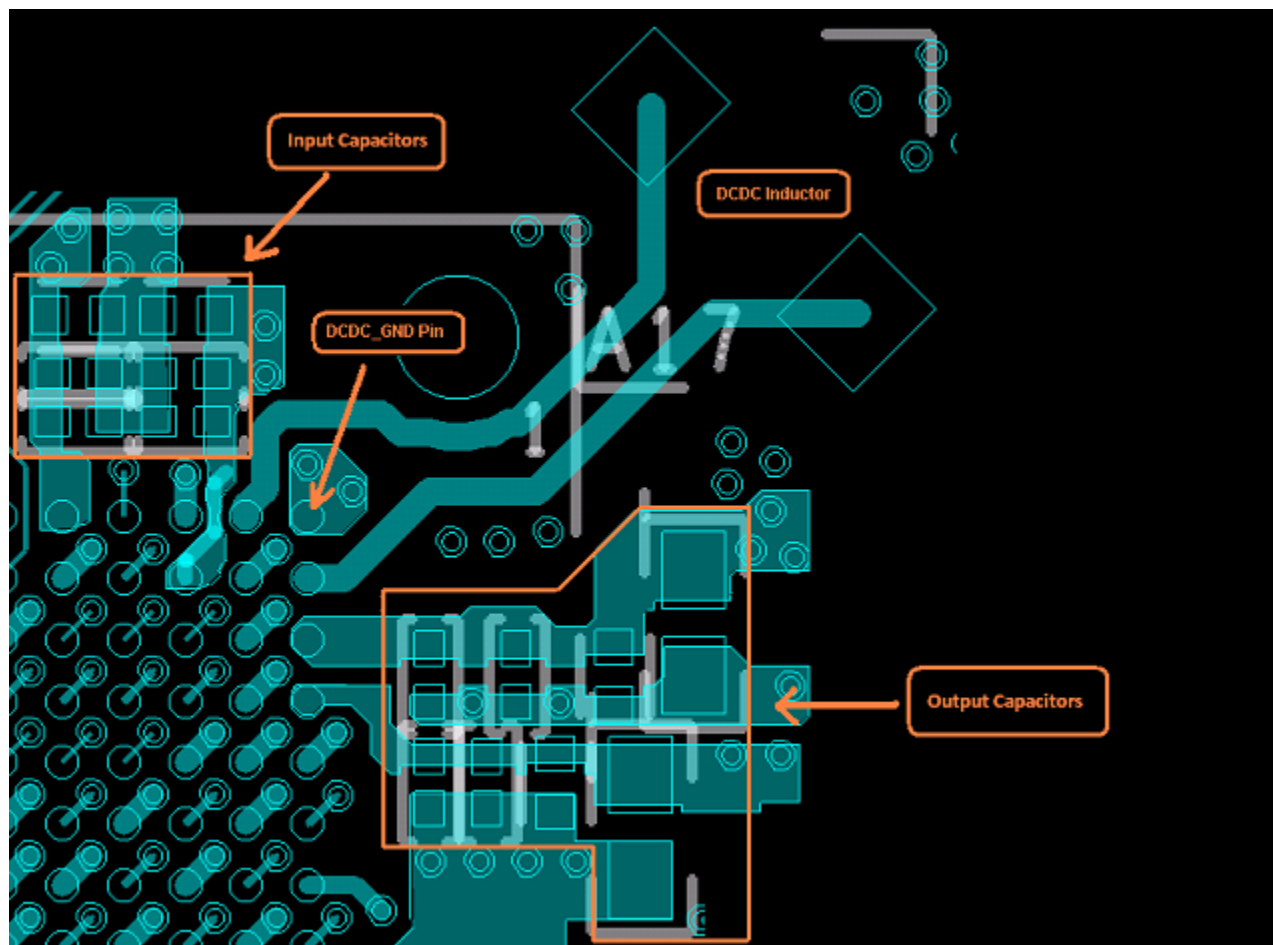 Input Capacitors
DCDC Inductor
DCDC_GND Pin
A17
1
Output Capacitors